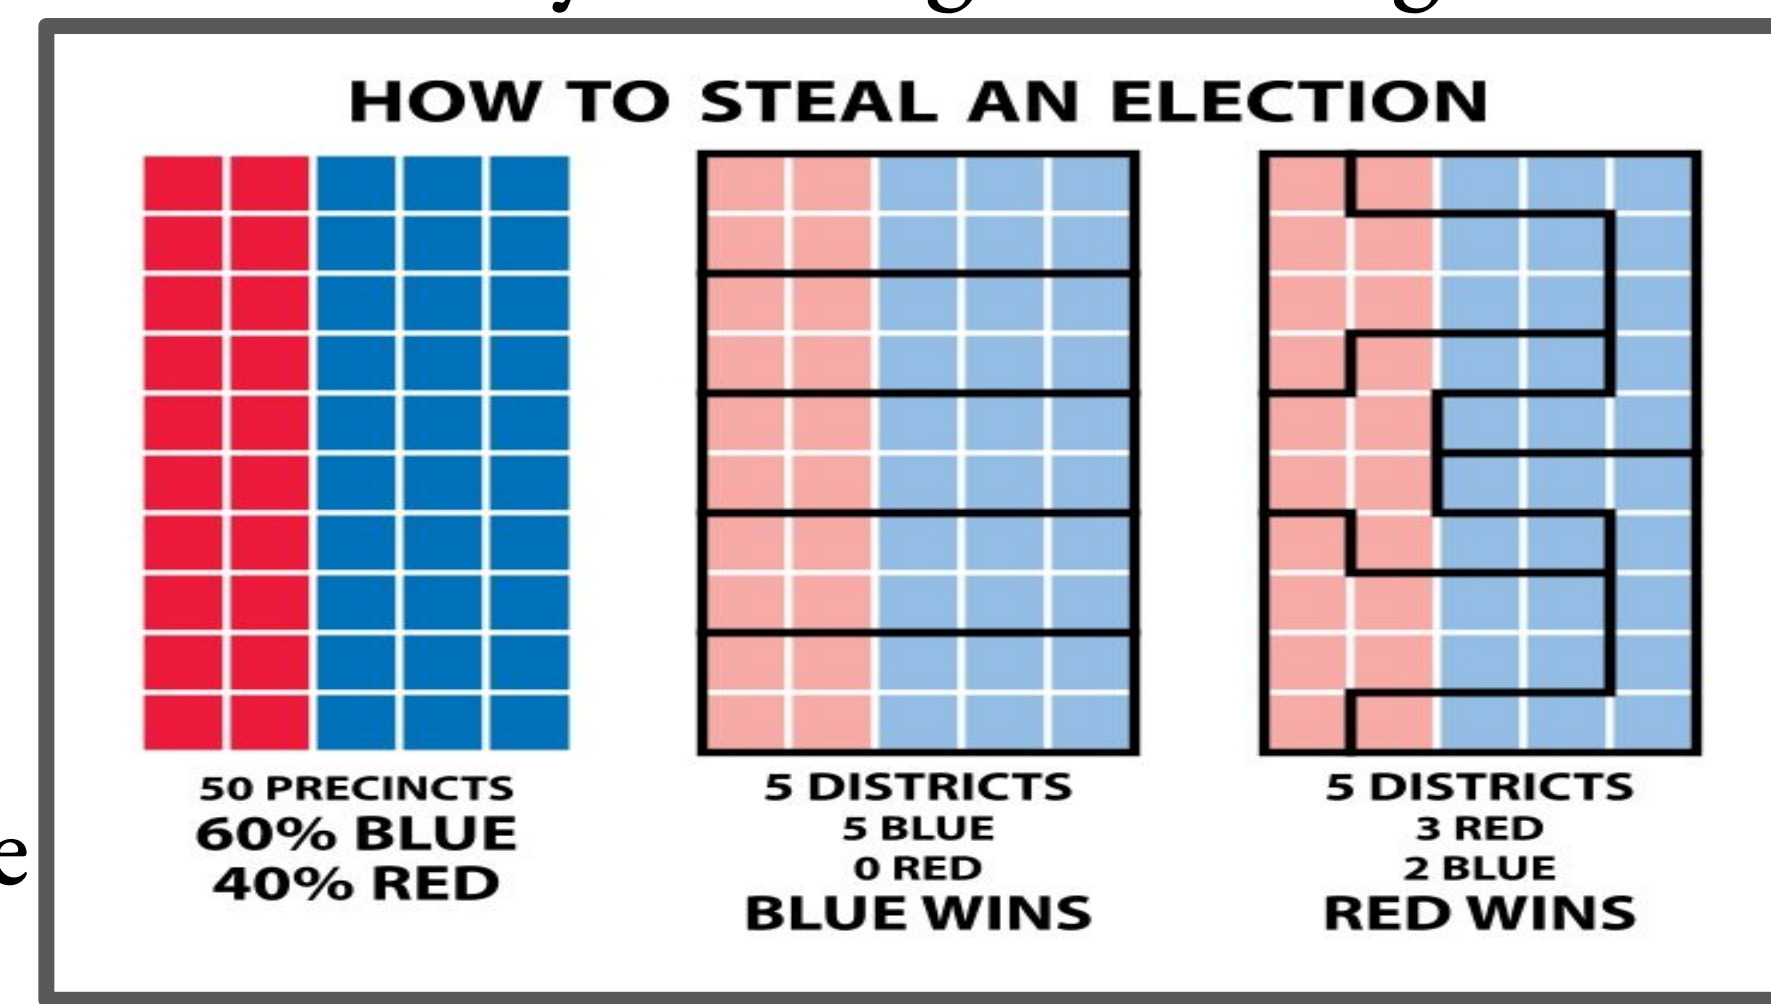 HOW TO STEAL AN ELECTION
50 PRECINCTS
60% BLUE
40% RED
5 DISTRICTS
5 BLUE
0 RED
BLUE WINS
5 DISTRICTS
3 RED
2 BLUE
RED WINS